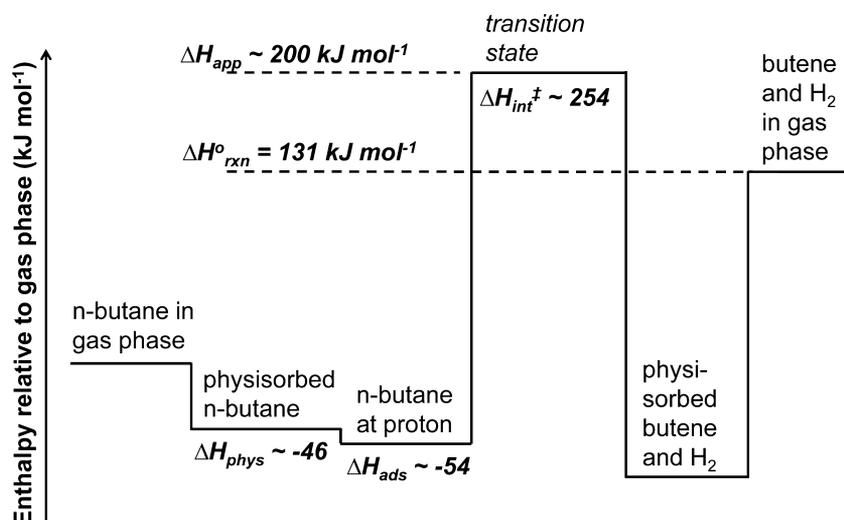 transition
state
ΔH_app ~ 200 kJ mol⁻¹
butene
and H₂
in gas
phase
ΔH_int‡ ~ 254
ΔH°_rxn = 131 kJ mol⁻¹
Enthalpy relative to gas phase (kJ mol⁻¹)
n-butane in
gas phase
physisorbed
n-butane
n-butane
at proton
physi-
sorbed
butene
and H₂
ΔH_phys ~ -46
ΔH_ads ~ -54